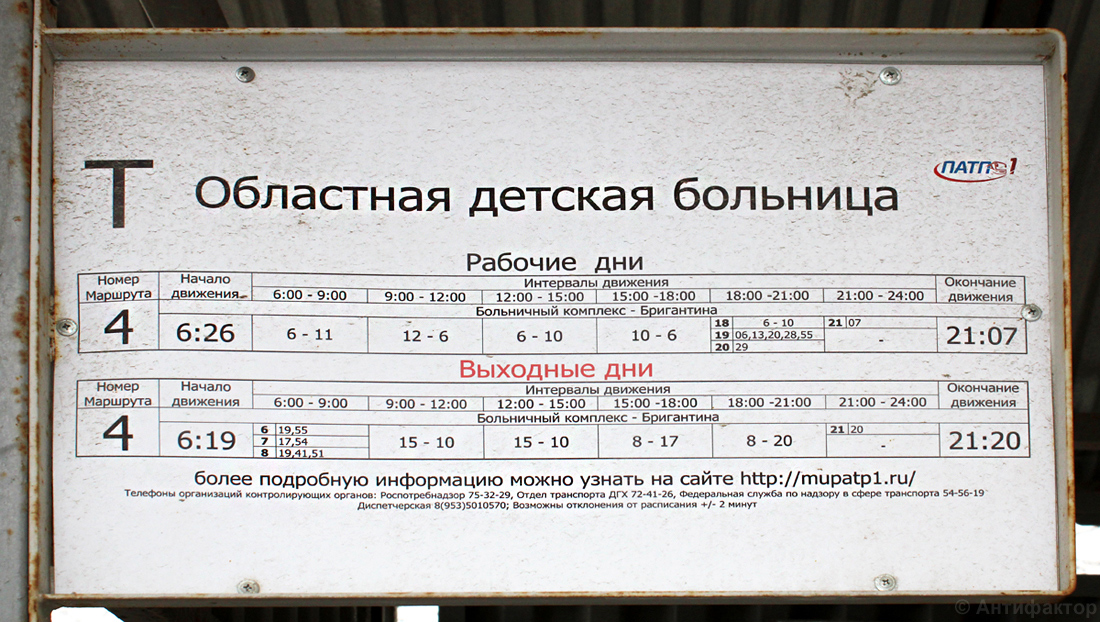 Т
ПАТП 1
Областная детская больница
Рабочие дни
Номер Маршрута Начало движения Интервалы движения Окончание движения
6:00 - 9:00 9:00 - 12:00 12:00 - 15:00 15:00 -18:00 18:00 -21:00 21:00 - 24:00
Больничный комплекс - Бригантина
4 6:26 6 - 11 12 - 6 6 - 10 10 - 6 18 6 - 10 21 07 21:07
19 06,13,20,28,55 -
20 29
Выходные дни
Номер Маршрута Начало движения Интервалы движения Окончание движения
6:00 - 9:00 9:00 - 12:00 12:00 - 15:00 15:00 -18:00 18:00 -21:00 21:00 - 24:00
Больничный комплекс - Бригантина
4 6:19 6 19,55 15 - 10 15 - 10 8 - 17 8 - 20 21 20 21:20
7 17,54 -
8 19,41,51
более подробную информацию можно узнать на сайте http://mupatp1.ru/
Телефоны организаций контролирующих органов: Роспотребнадзор 75-32-29, Отдел транспорта ДГХ 72-41-26, Федеральная служба по надзору в сфере транспорта 54-56-19
Диспетчерская 8(953)5010570; Возможны отклонения от расписания +/- 2 минут
© Антифактор